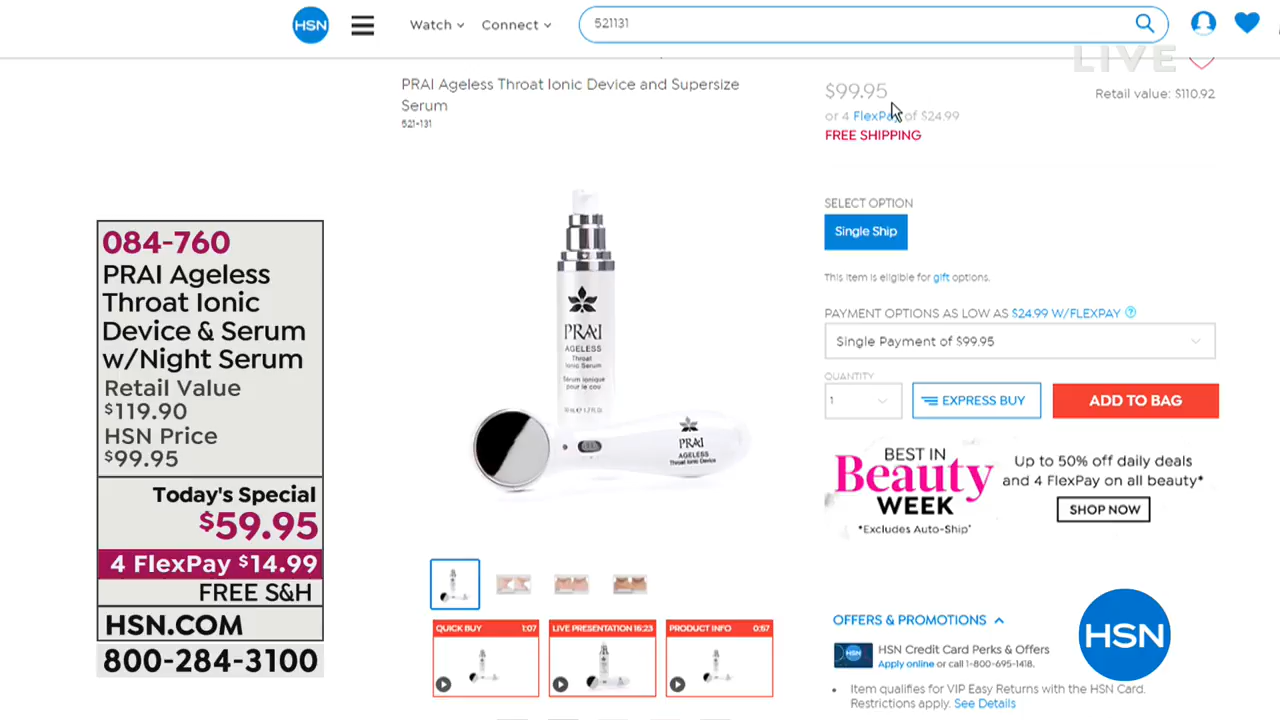 HSN
Watch
Connect
521131
LIVE
PRAI Ageless Throat Ionic Device and Supersize
Serum
521-131
$99.95
Retail value: $110.92
or 4 FlexPay of $24.99
FREE SHIPPING
SELECT OPTION
Single Ship
This item is eligible for gift options.
PAYMENT OPTIONS AS LOW AS $24.99 W/FLEXPAY ?
Single Payment of $99.95
QUANTITY
1
EXPRESS BUY
ADD TO BAG
BEST IN
Beauty
WEEK
*Excludes Auto-Ship*
Up to 50% off daily deals
and 4 FlexPay on all beauty*
SHOP NOW
OFFERS & PROMOTIONS
HSN
HSN Credit Card Perks & Offers
Apply online or call 1-800-695-1418.
Item qualifies for VIP Easy Returns with the HSN Card.
Restrictions apply. See Details
HSN
084-760
PRAI Ageless
Throat Ionic
Device & Serum
w/Night Serum
Retail Value
$119.90
HSN Price
$99.95
Today's Special
$59.95
4 FlexPay $14.99
FREE S&H
HSN.COM
800-284-3100
PRAI
AGELESS
Throat
Ionic Serum
Sérum ionique
pour le cou
PRAI
AGELESS
Throat Ionic Device
QUICK BUY 1:07
LIVE PRESENTATION 16:23
PRODUCT INFO 0:57